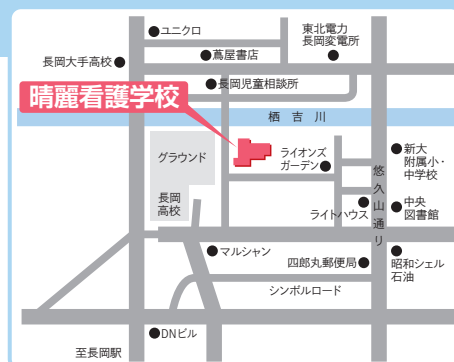 ユニクロ
東北電力
長岡変電所
蔦屋書店
長岡大手高校
長岡児童相談所
晴麗看護学校
栖吉川
グラウンド
ライオンズ
ガーデン
新大
附属小・
中学校
悠久山通り
長岡
高校
ライトハウス
中央
図書館
マルシャン
四郎丸郵便局
昭和シェル
石油
シンボルロード
DNビル
至長岡駅